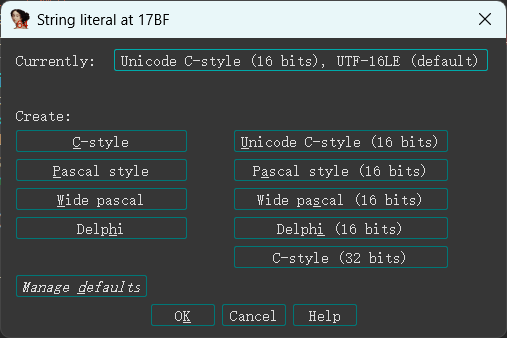 String literal at 17BF
Currently: Unicode C-style (16 bits), UTF-16LE (default)
Create:
C-style Unicode C-style (16 bits)
Pascal style Pascal style (16 bits)
Wide pascal Wide pascal (16 bits)
Delphi Delphi (16 bits)
C-style (32 bits)
Manage defaults
OK Cancel Help